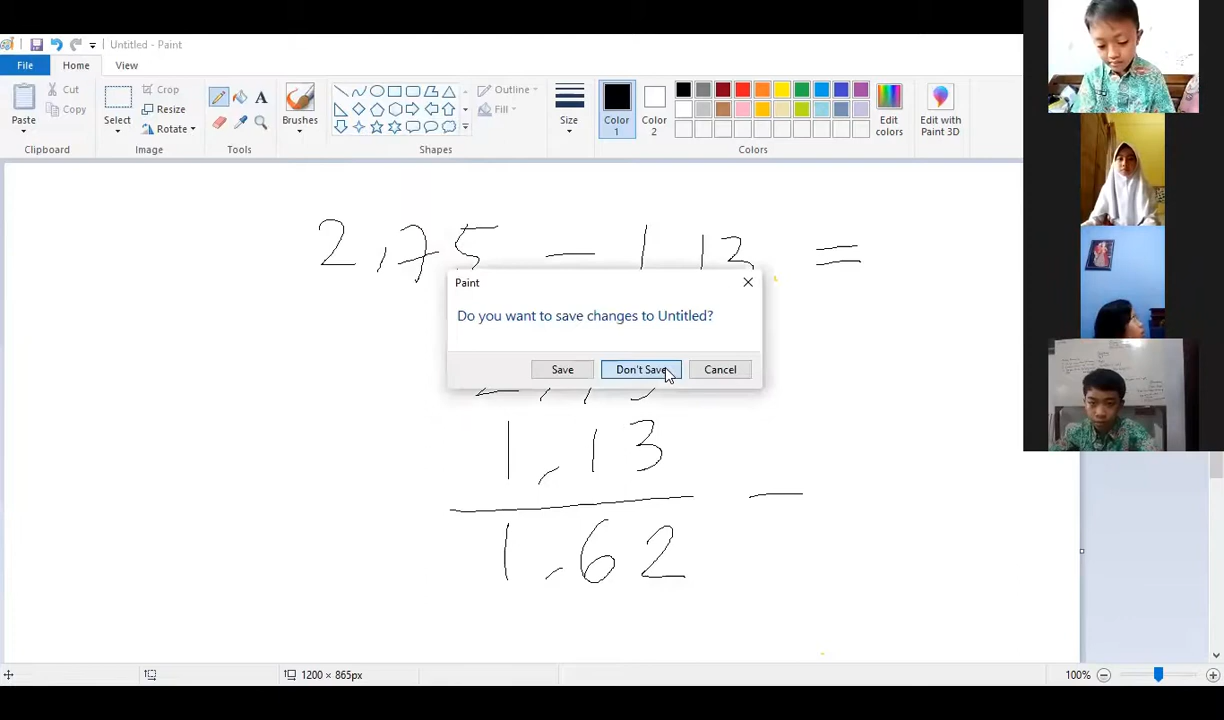 Untitled - Paint
File Home View
Paste
Cut
Copy
Clipboard
Select
Crop
Resize
Rotate
Image
Tools
Brushes
Shapes
Outline
Fill
Size
Color 1
Color 2
Colors
Edit colors
Edit with Paint 3D
2,75 - 1,13 =
Paint
Do you want to save changes to Untitled?
Save Don't Save Cancel
1,13 -
1,62
1200 × 865px
100%